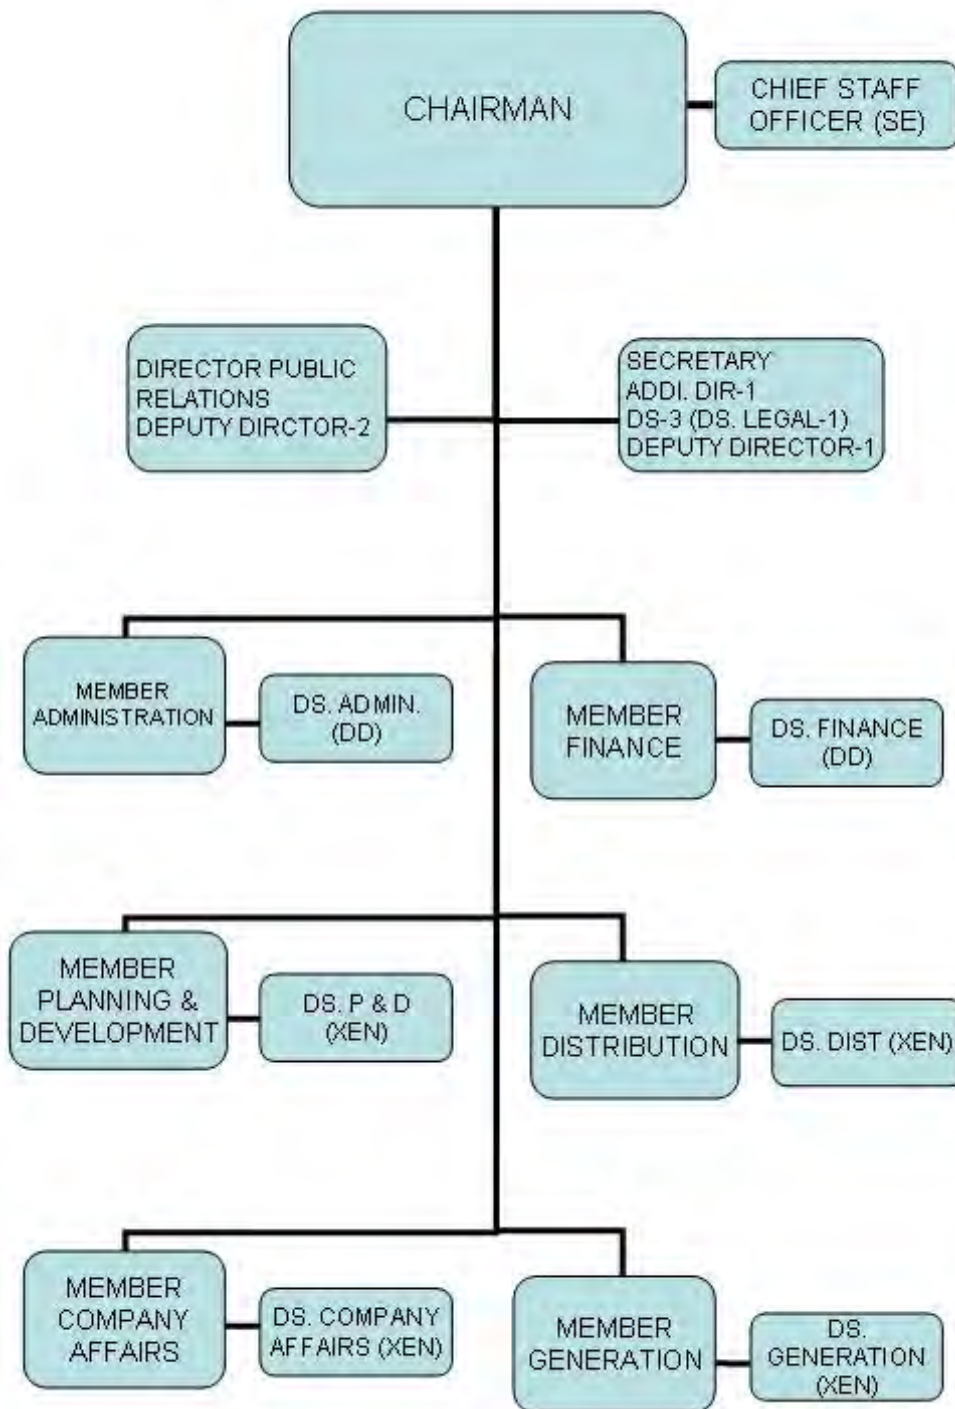 CHAIRMAN
CHIEF STAFF
OFFICER (SE)
DIRECTOR PUBLIC
RELATIONS
DEPUTY DIRCTOR-2
SECRETARY
ADDI. DIR-1
DS-3 (DS. LEGAL-1)
DEPUTY DIRECTOR-1
MEMBER
ADMINISTRATION
DS. ADMIN.
(DD)
MEMBER
FINANCE
DS. FINANCE
(DD)
MEMBER
PLANNING &
DEVELOPMENT
DS. P & D
(XEN)
MEMBER
DISTRIBUTION
DS. DIST (XEN)
MEMBER
COMPANY
AFFAIRS
DS. COMPANY
AFFAIRS (XEN)
MEMBER
GENERATION
DS.
GENERATION
(XEN)